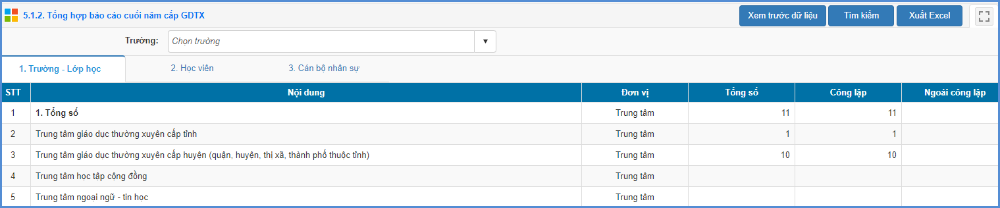 5.1.2. Tổng hợp báo cáo cuối năm cấp GDTX
Xem trước dữ liệu Tìm kiếm Xuất Excel
Trường: Chọn trường
1. Trường - Lớp học 2. Học viên 3. Cán bộ nhân sự
STT Nội dung Đơn vị Tổng số Công lập Ngoài công lập
1 1. Tổng số Trung tâm 11 11
2 Trung tâm giáo dục thường xuyên cấp tỉnh Trung tâm 1 1
3 Trung tâm giáo dục thường xuyên cấp huyện (quận, huyện, thị xã, thành phố thuộc tỉnh) Trung tâm 10 10
4 Trung tâm học tập cộng đồng Trung tâm
5 Trung tâm ngoại ngữ - tin học Trung tâm